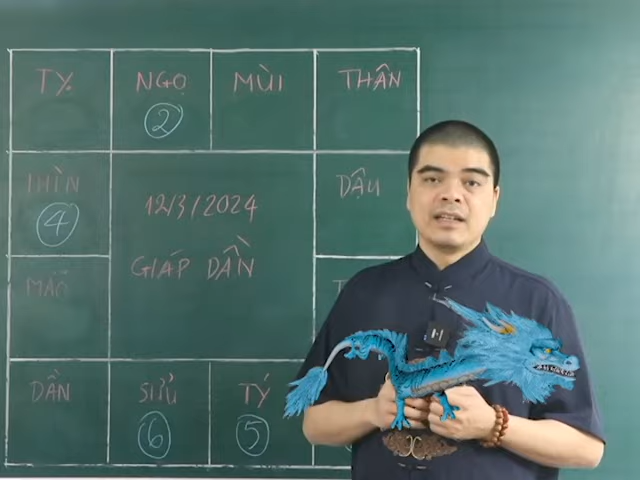 TỴ NGỌ MÙI THÂN
②
THÌN DẬU
④
12/3/2024
GIÁP DẦN
MÃO T
DẦN SỬU TÝ
⑥ ⑤
H